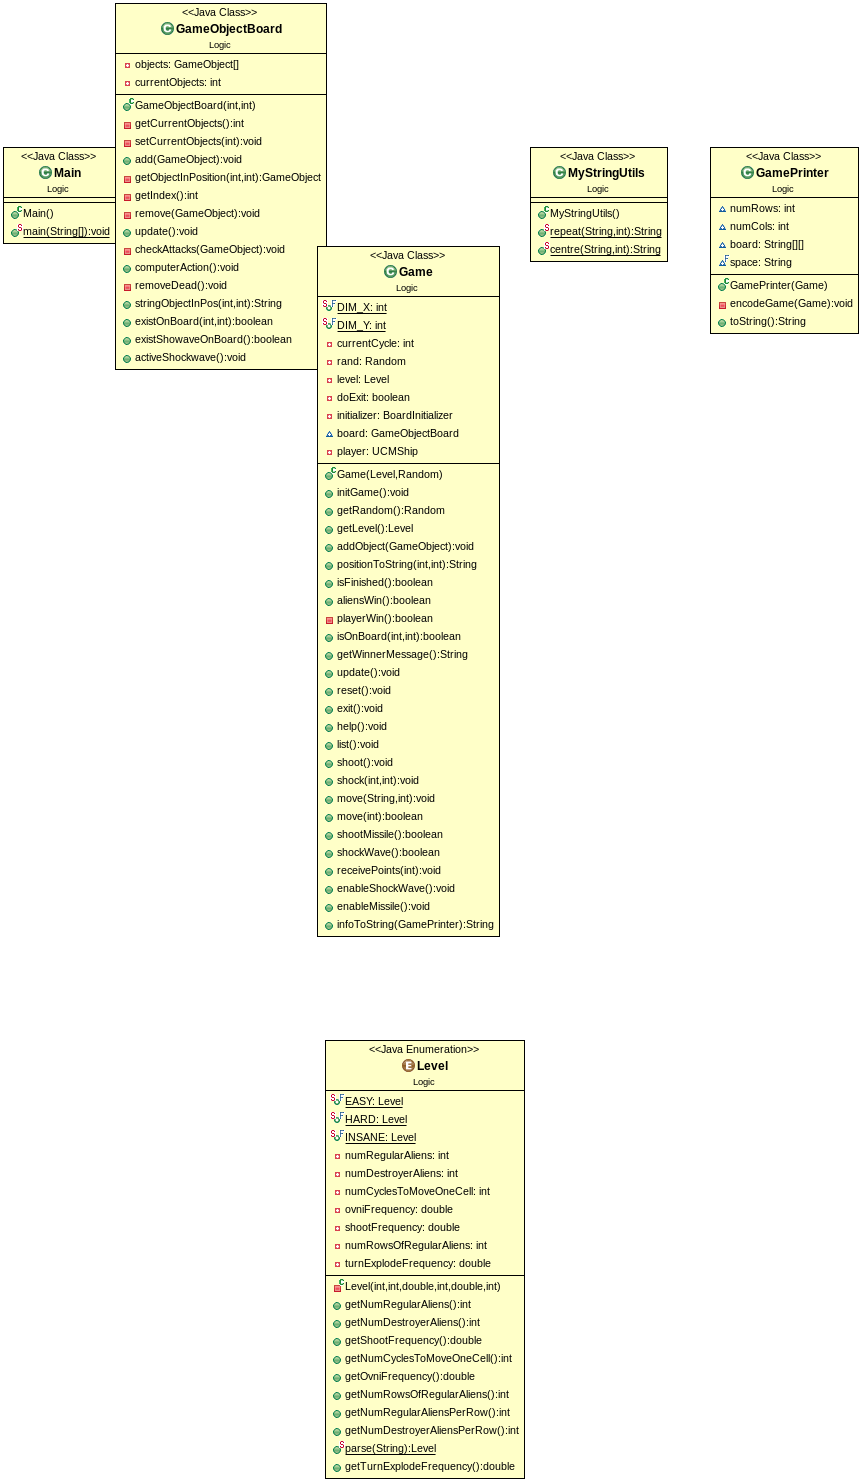 <<Java Class>>
GameObjectBoard
Logic
objects: GameObject[]
currentObjects: int
GameObjectBoard(int,int)
getCurrentObjects():int
setCurrentObjects(int):void
add(GameObject):void
getObjectInPosition(int,int):GameObject
getIndex():int
remove(GameObject):void
update():void
checkAttacks(GameObject):void
computerAction():void
removeDead():void
stringObjectInPos(int,int):String
existOnBoard(int,int):boolean
existShowaveOnBoard():boolean
activeShockwave():void
<<Java Class>>
Main
Logic
Main()
main(String[]):void
<<Java Class>>
MyStringUtils
Logic
MyStringUtils()
repeat(String,int):String
centre(String,int):String
<<Java Class>>
GamePrinter
Logic
numRows: int
numCols: int
board: String[][]
space: String
GamePrinter(Game)
encodeGame(Game):void
toString():String
<<Java Class>>
Game
Logic
DIM_X: int
DIM_Y: int
currentCycle: int
rand: Random
level: Level
doExit: boolean
initializer: BoardInitializer
board: GameObjectBoard
player: UCMShip
Game(Level,Random)
initGame():void
getRandom():Random
getLevel():Level
addObject(GameObject):void
positionToString(int,int):String
isFinished():boolean
aliensWin():boolean
playerWin():boolean
isOnBoard(int,int):boolean
getWinnerMessage():String
update():void
reset():void
exit():void
help():void
list():void
shoot():void
shock(int,int):void
move(String,int):void
move(int):boolean
shootMissile():boolean
shockWave():boolean
receivePoints(int):void
enableShockWave():void
enableMissile():void
infoToString(GamePrinter):String
<<Java Enumeration>>
Level
Logic
EASY: Level
HARD: Level
INSANE: Level
numRegularAliens: int
numDestroyerAliens: int
numCyclesToMoveOneCell: int
ovniFrequency: double
shootFrequency: double
numRowsOfRegularAliens: int
turnExplodeFrequency: double
Level(int,int,double,int,double,int)
getNumRegularAliens():int
getNumDestroyerAliens():int
getShootFrequency():double
getNumCyclesToMoveOneCell():int
getOvniFrequency():double
getNumRowsOfRegularAliens():int
getNumRegularAliensPerRow():int
getNumDestroyerAliensPerRow():int
parse(String):Level
getTurnExplodeFrequency():double